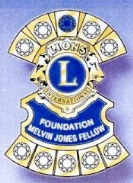 LIONS
L
INTERNATIONAL
FOUNDATION
MELVIN JONES FELLOW